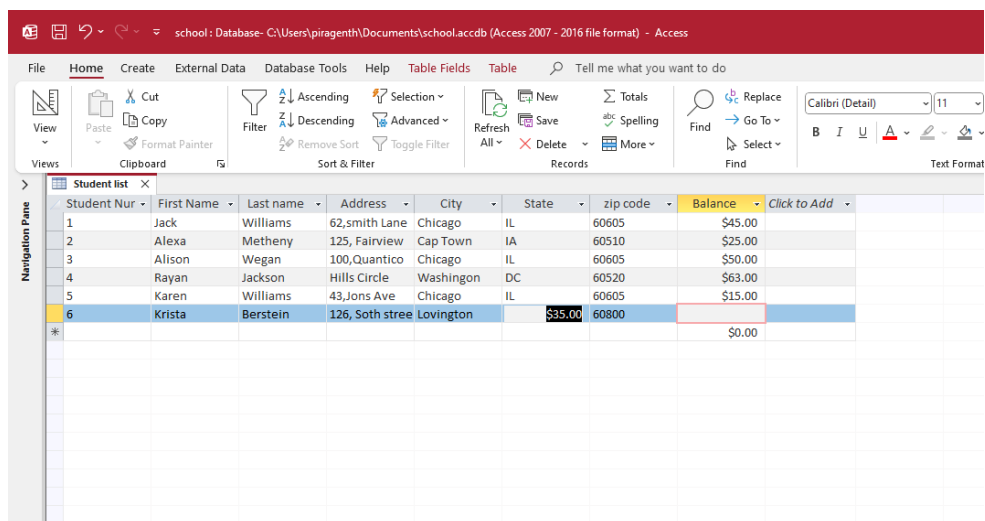 school : Database- C:\Users\piragenth\Documents\school.accdb (Access 2007 - 2016 file format) - Access
File Home Create External Data Database Tools Help Table Fields Table Tell me what you want to do
View Paste Cut Copy Format Painter
Filter Ascending Descending Remove Sort Selection Advanced Toggle Filter
Refresh All New Save Delete Totals Spelling More
Find Replace Go To Select
Calibri (Detail) 11
B I U A
Views Clipboard Sort & Filter Records Find Text Format
Navigation Pane
Student list
Student Nur First Name Last name Address City State zip code Balance Click to Add
1 Jack Williams 62,smith Lane Chicago IL 60605 $45.00
2 Alexa Metheny 125, Fairview Cap Town IA 60510 $25.00
3 Alison Wegan 100,Quantico Chicago IL 60605 $50.00
4 Rayan Jackson Hills Circle Washingon DC 60520 $63.00
5 Karen Williams 43,Jons Ave Chicago IL 60605 $15.00
6 Krista Berstein 126, Soth stree Lovington $35.00 60800
$0.00